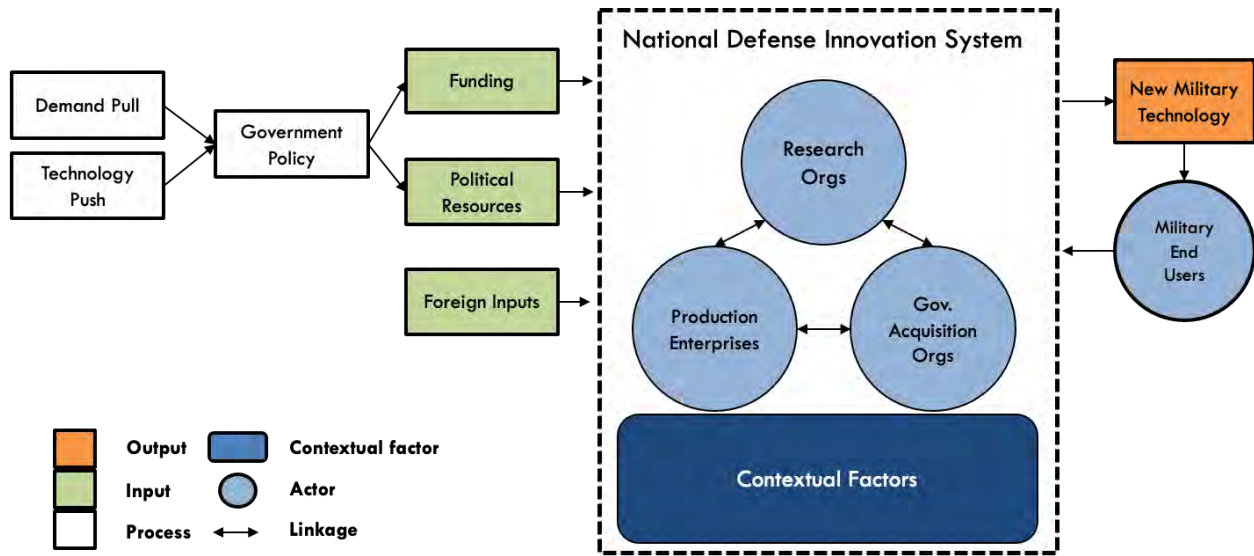 National Defense Innovation System
Demand Pull
Technology
Push
Government
Policy
Funding
Political
Resources
Foreign Inputs
Research
Orgs
Production
Enterprises
Gov.
Acquisition
Orgs
Contextual Factors
New Military
Technology
Military
End
Users
Output
Contextual factor
Input
Actor
Process
Linkage